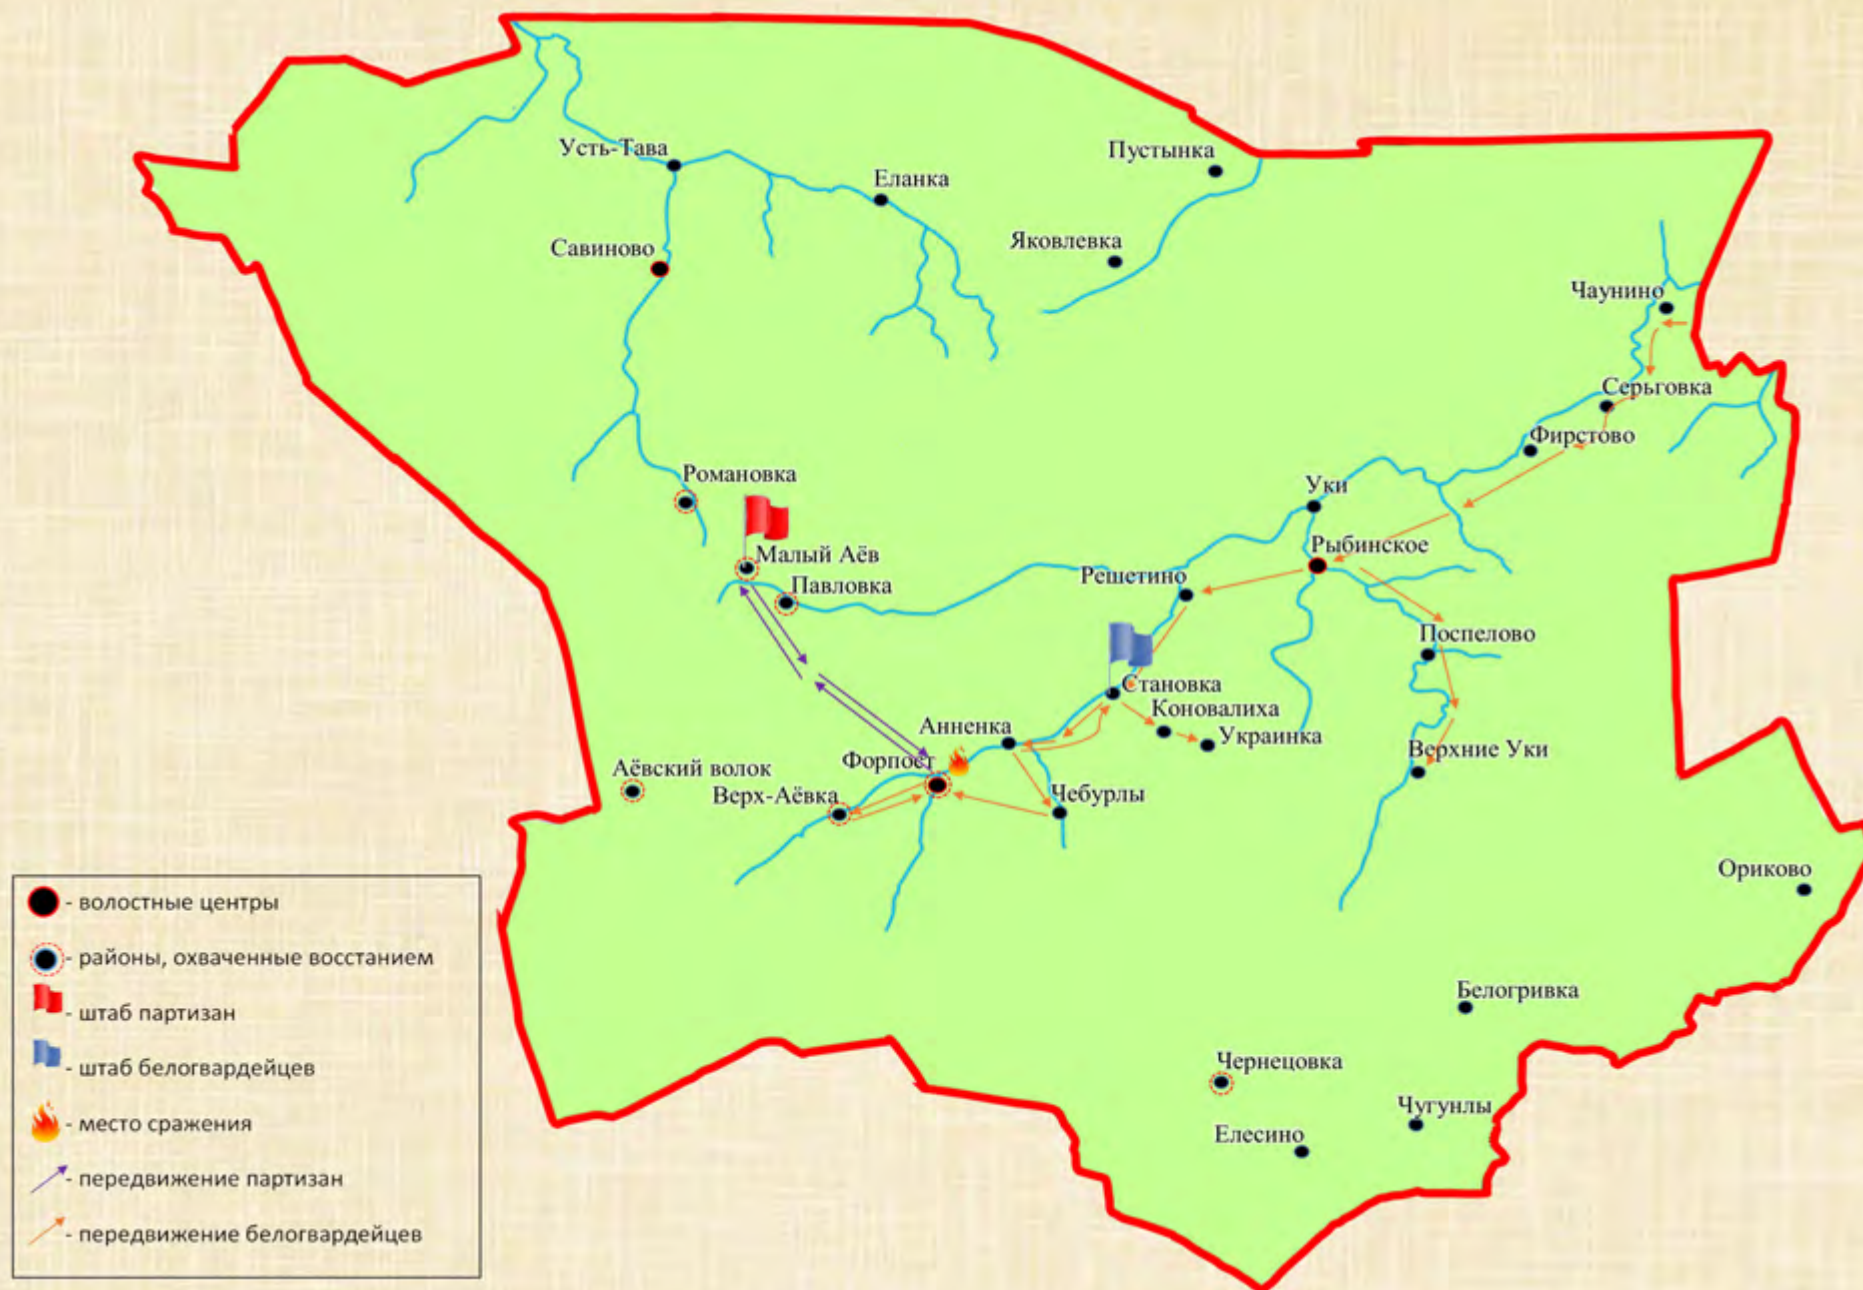 Усть-Тава
Еланка
Пустынка
Савиново
Яковлевка
Чаунино
Серьговка
Фирстово
Романовка
Уки
Малый Аёв
Рыбинское
Павловка
Решетино
Поспелово
Становка
Коновалиха
Анненка
Украинка
Верхние Уки
Форпост
Аёвский волок
Верх-Аёвка
Чебурлы
Ориково
Белогривка
Чернецовка
Чугунлы
Елесино
- волостные центры
- районы, охваченные восстанием
- штаб партизан
- штаб белогвардейцев
- место сражения
- передвижение партизан
- передвижение белогвардейцев